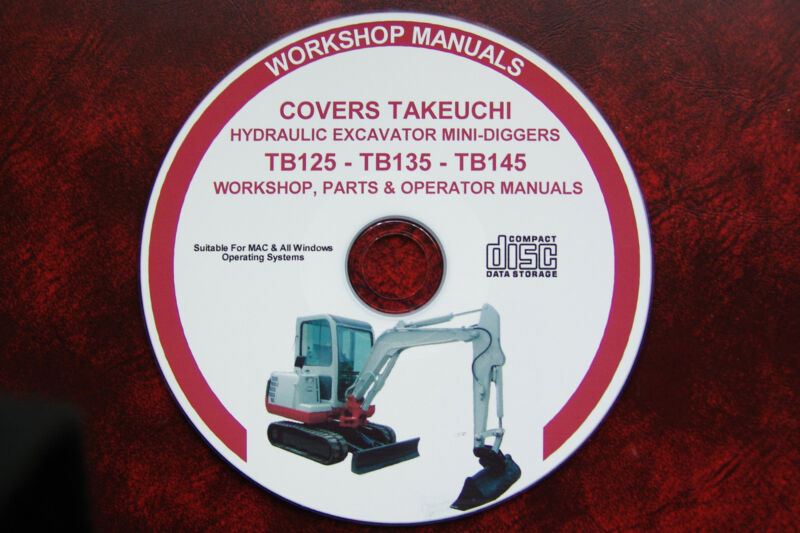 WORKSHOP MANUALS
COVERS TAKEUCHI
HYDRAULIC EXCAVATOR MINI-DIGGERS
TB125 - TB135 - TB145
WORKSHOP, PARTS & OPERATOR MANUALS
Suitable For MAC & All Windows
Operating Systems
COMPACT
disc
DATA STORAGE